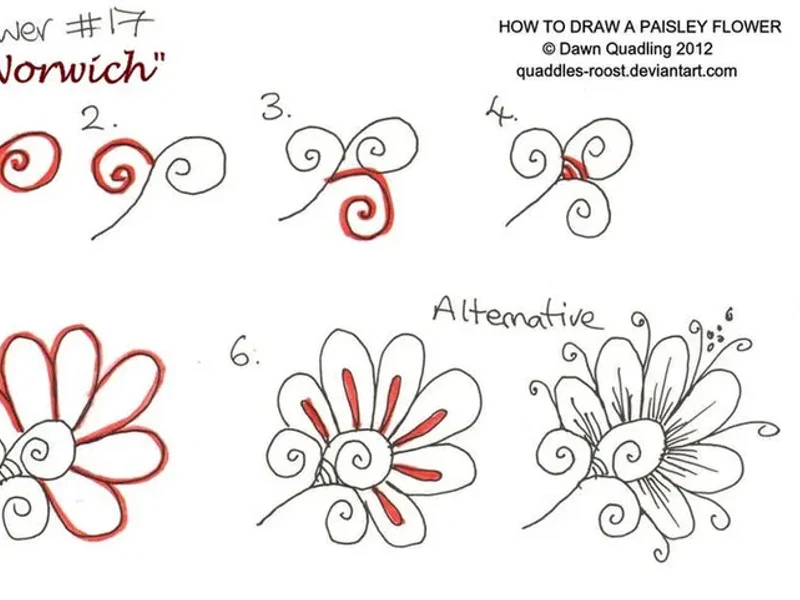 #17
HOW TO DRAW A PAISLEY FLOWER
© Dawn Quadling 2012
quaddles-roost.deviantart.com
Norwich"
2.
3.
4.
6.
Alternative